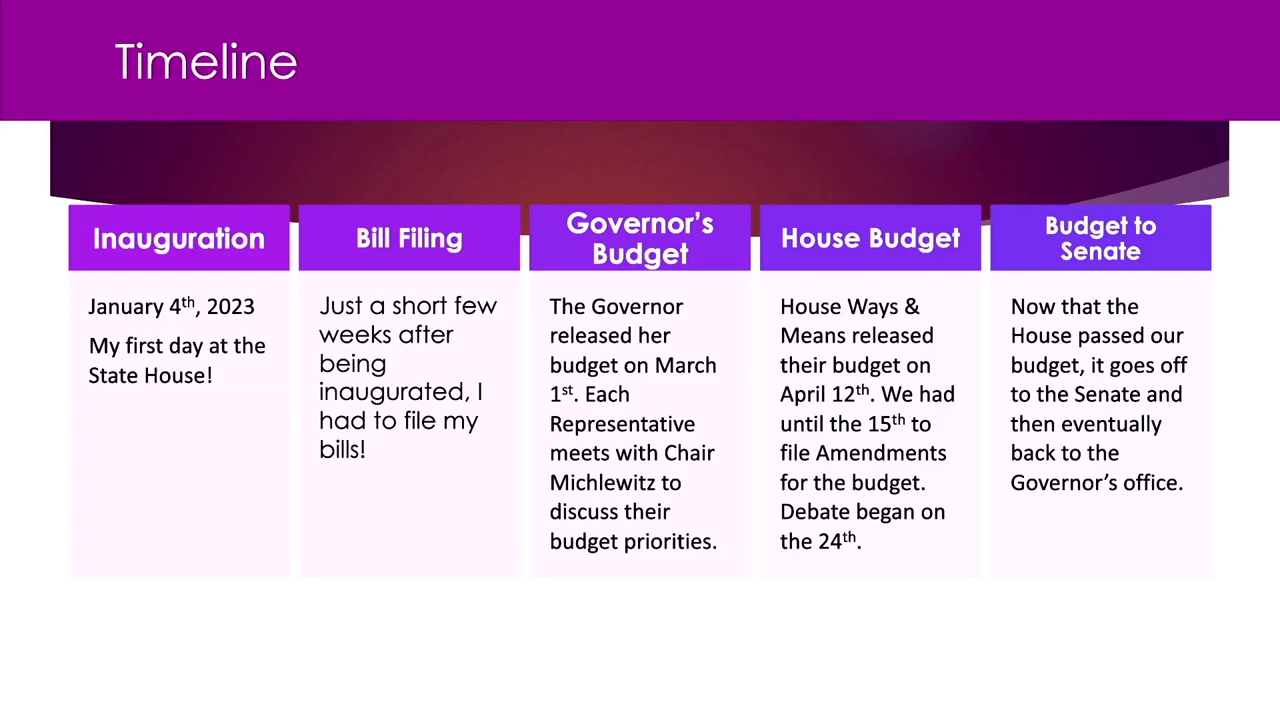 Timeline
Inauguration
January 4th, 2023
My first day at the
State House!
Bill Filing
Just a short few
weeks after
being
inaugurated, I
had to file my
bills!
Governor's
Budget
The Governor
released her
budget on March
1st. Each
Representative
meets with Chair
Michlewitz to
discuss their
budget priorities.
House Budget
House Ways &
Means released
their budget on
April 12th. We had
until the 15th to
file Amendments
for the budget.
Debate began on
the 24th.
Budget to
Senate
Now that the
House passed our
budget, it goes off
to the Senate and
then eventually
back to the
Governor's office.